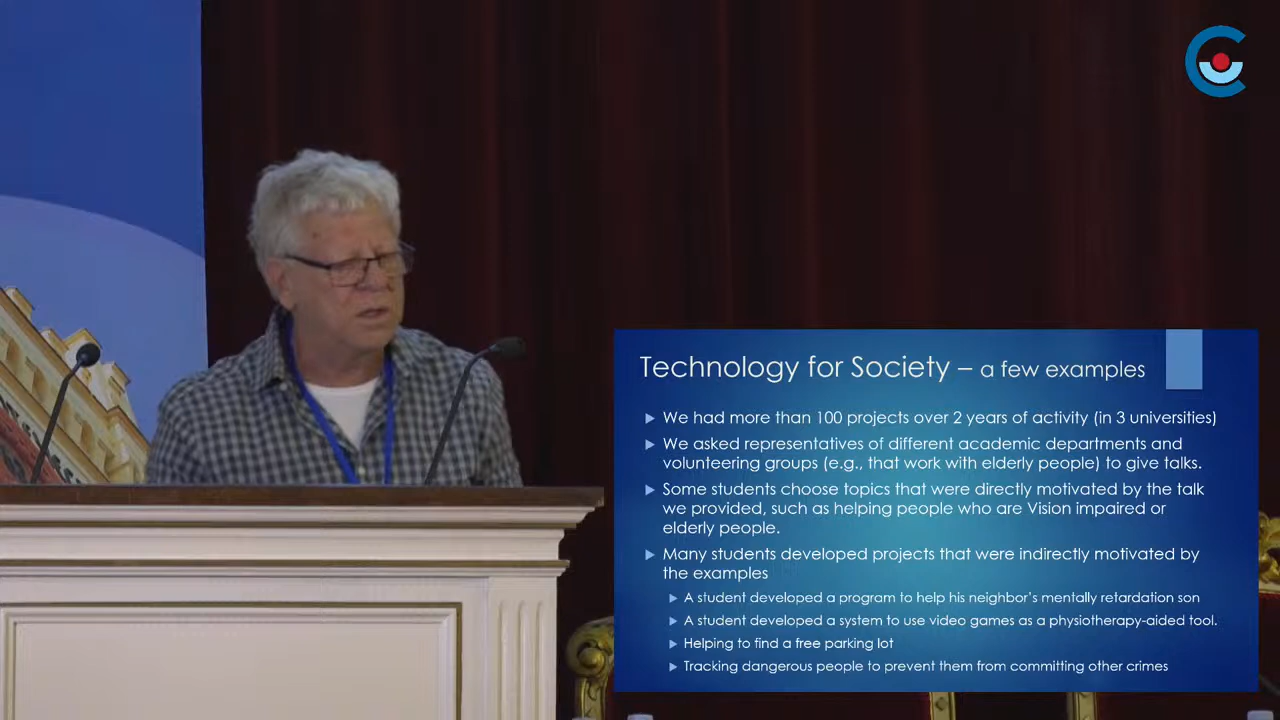 Technology for Society – a few examples
We had more than 100 projects over 2 years of activity (in 3 universities)
We asked representatives of different academic departments and
volunteering groups (e.g., that work with elderly people) to give talks.
Some students choose topics that were directly motivated by the talk
we provided, such as helping people who are Vision impaired or
elderly people.
Many students developed projects that were indirectly motivated by
the examples
A student developed a program to help his neighbor's mentally retardation son
A student developed a system to use video games as a physiotherapy-aided tool.
Helping to find a free parking lot
Tracking dangerous people to prevent them from committing other crimes